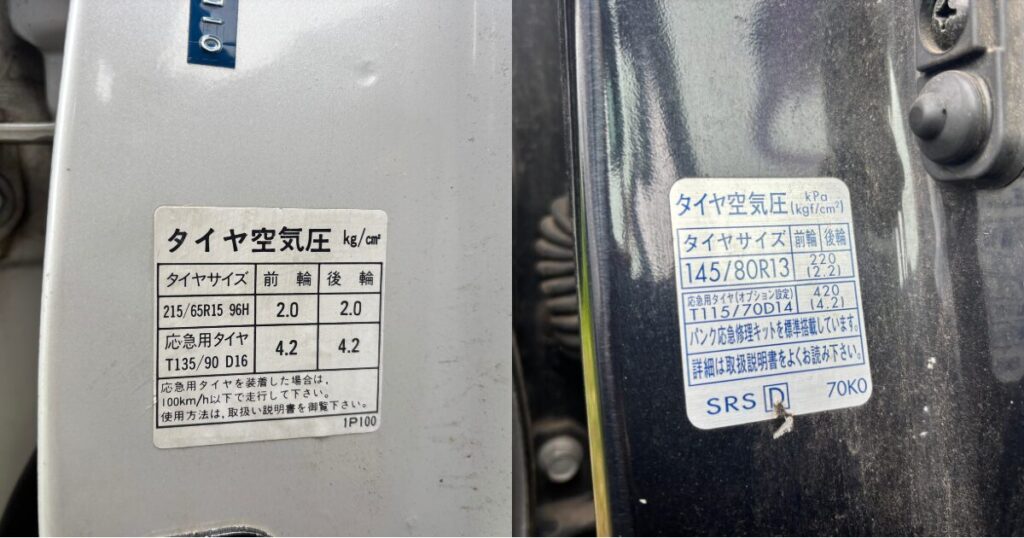 タイヤ空気圧 kg/cm²
タイヤサイズ 前輪 後輪
215/65R15 96H 2.0 2.0
応急用タイヤ
T135/90 D16 4.2 4.2
応急用タイヤを装着した場合は、
100km/h以下で走行して下さい。
使用方法は、取扱い説明書を御覧下さい。
1P100
タイヤ空気圧 kPa
(kgf/cm²)
タイヤサイズ 前輪 後輪
145/80R13 220
(2.2)
応急用タイヤ(オプション設定) 420
T115/70D14 (4.2)
パンク応急修理キットを標準搭載しています。
詳細は取扱説明書をよくお読み下さい。
SRS D 70K0